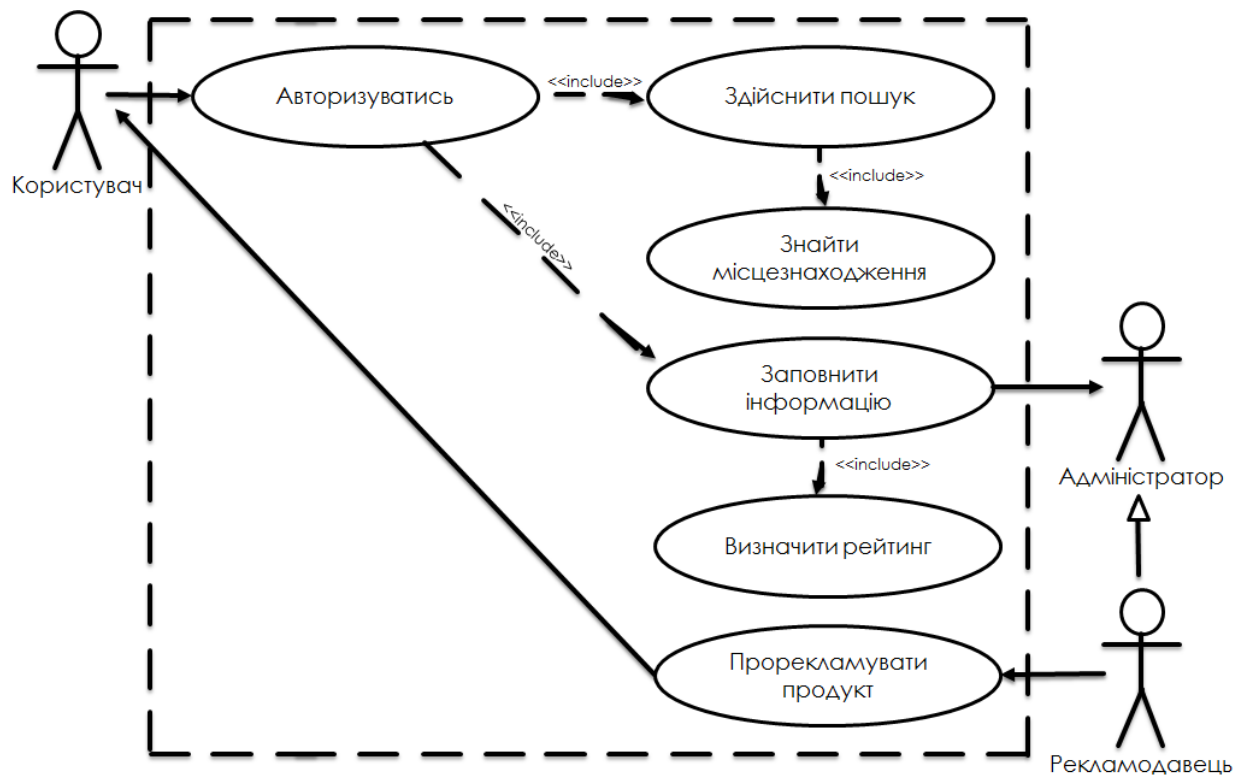 Користувач
Авторизуватись
<<include>>
Здійснити пошук
<<include>>
<<include>>
Знайти
місцезнаходження
Заповнити
інформацію
<<include>>
Адміністратор
Визначити рейтинг
Прорекламувати
продукт
Рекламодавець